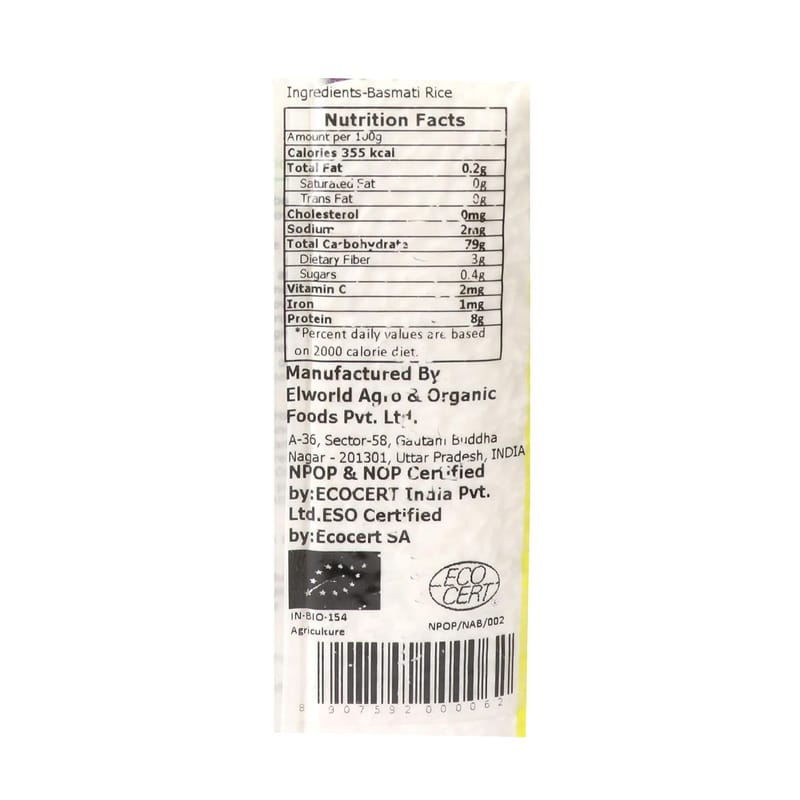 Ingredients-Basmati Rice
Nutrition Facts
Amount per 100g
Calories 355 kcal
Total Fat 0.2g
Saturated Fat 0g
Trans Fat 0g
Cholesterol 0mg
Sodium 2mg
Total Carbohydrate 79g
Dietary Fiber 3g
Sugars 0.4g
Vitamin C 2mg
Iron 1mg
Protein 8g
*Percent daily values are based
on 2000 calorie diet.
Manufactured By
Elworld Agro & Organic
Foods Pvt. Ltd.
A-36, Sector-58, Gautam Buddha
Nagar - 201301, Uttar Pradesh, INDIA
NPOP & NOP Certified
by:ECOCERT India Pvt.
Ltd.ESO Certified
by:Ecocert SA
ECO
CERT
IN-BIO-154
Agriculture
NPOP/NAB/002
8 907592 000062